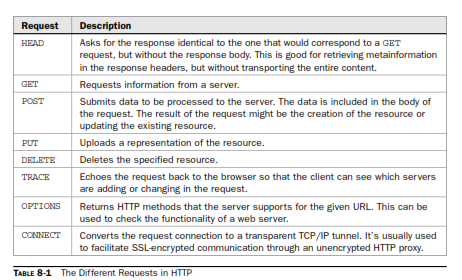 Request Description
HEAD Asks for the response identical to the one that would correspond to a GET
request, but without the response body. This is good for retrieving metainformation
in the response headers, but without transporting the entire content.
GET Requests information from a server.
POST Submits data to be processed to the server. The data is included in the body of
the request. The result of the request might be the creation of the resource or
updating the existing resource.
PUT Uploads a representation of the resource.
DELETE Deletes the specified resource.
TRACE Echoes the request back to the browser so that the client can see which servers
are adding or changing in the request.
OPTIONS Returns HTTP methods that the server supports for the given URL. This can be
used to check the functionality of a web server.
CONNECT Converts the request connection to a transparent TCP/IP tunnel. It's usually used
to facilitate SSL-encrypted communication through an unencrypted HTTP proxy.
TABLE 8-1 The Different Requests in HTTP